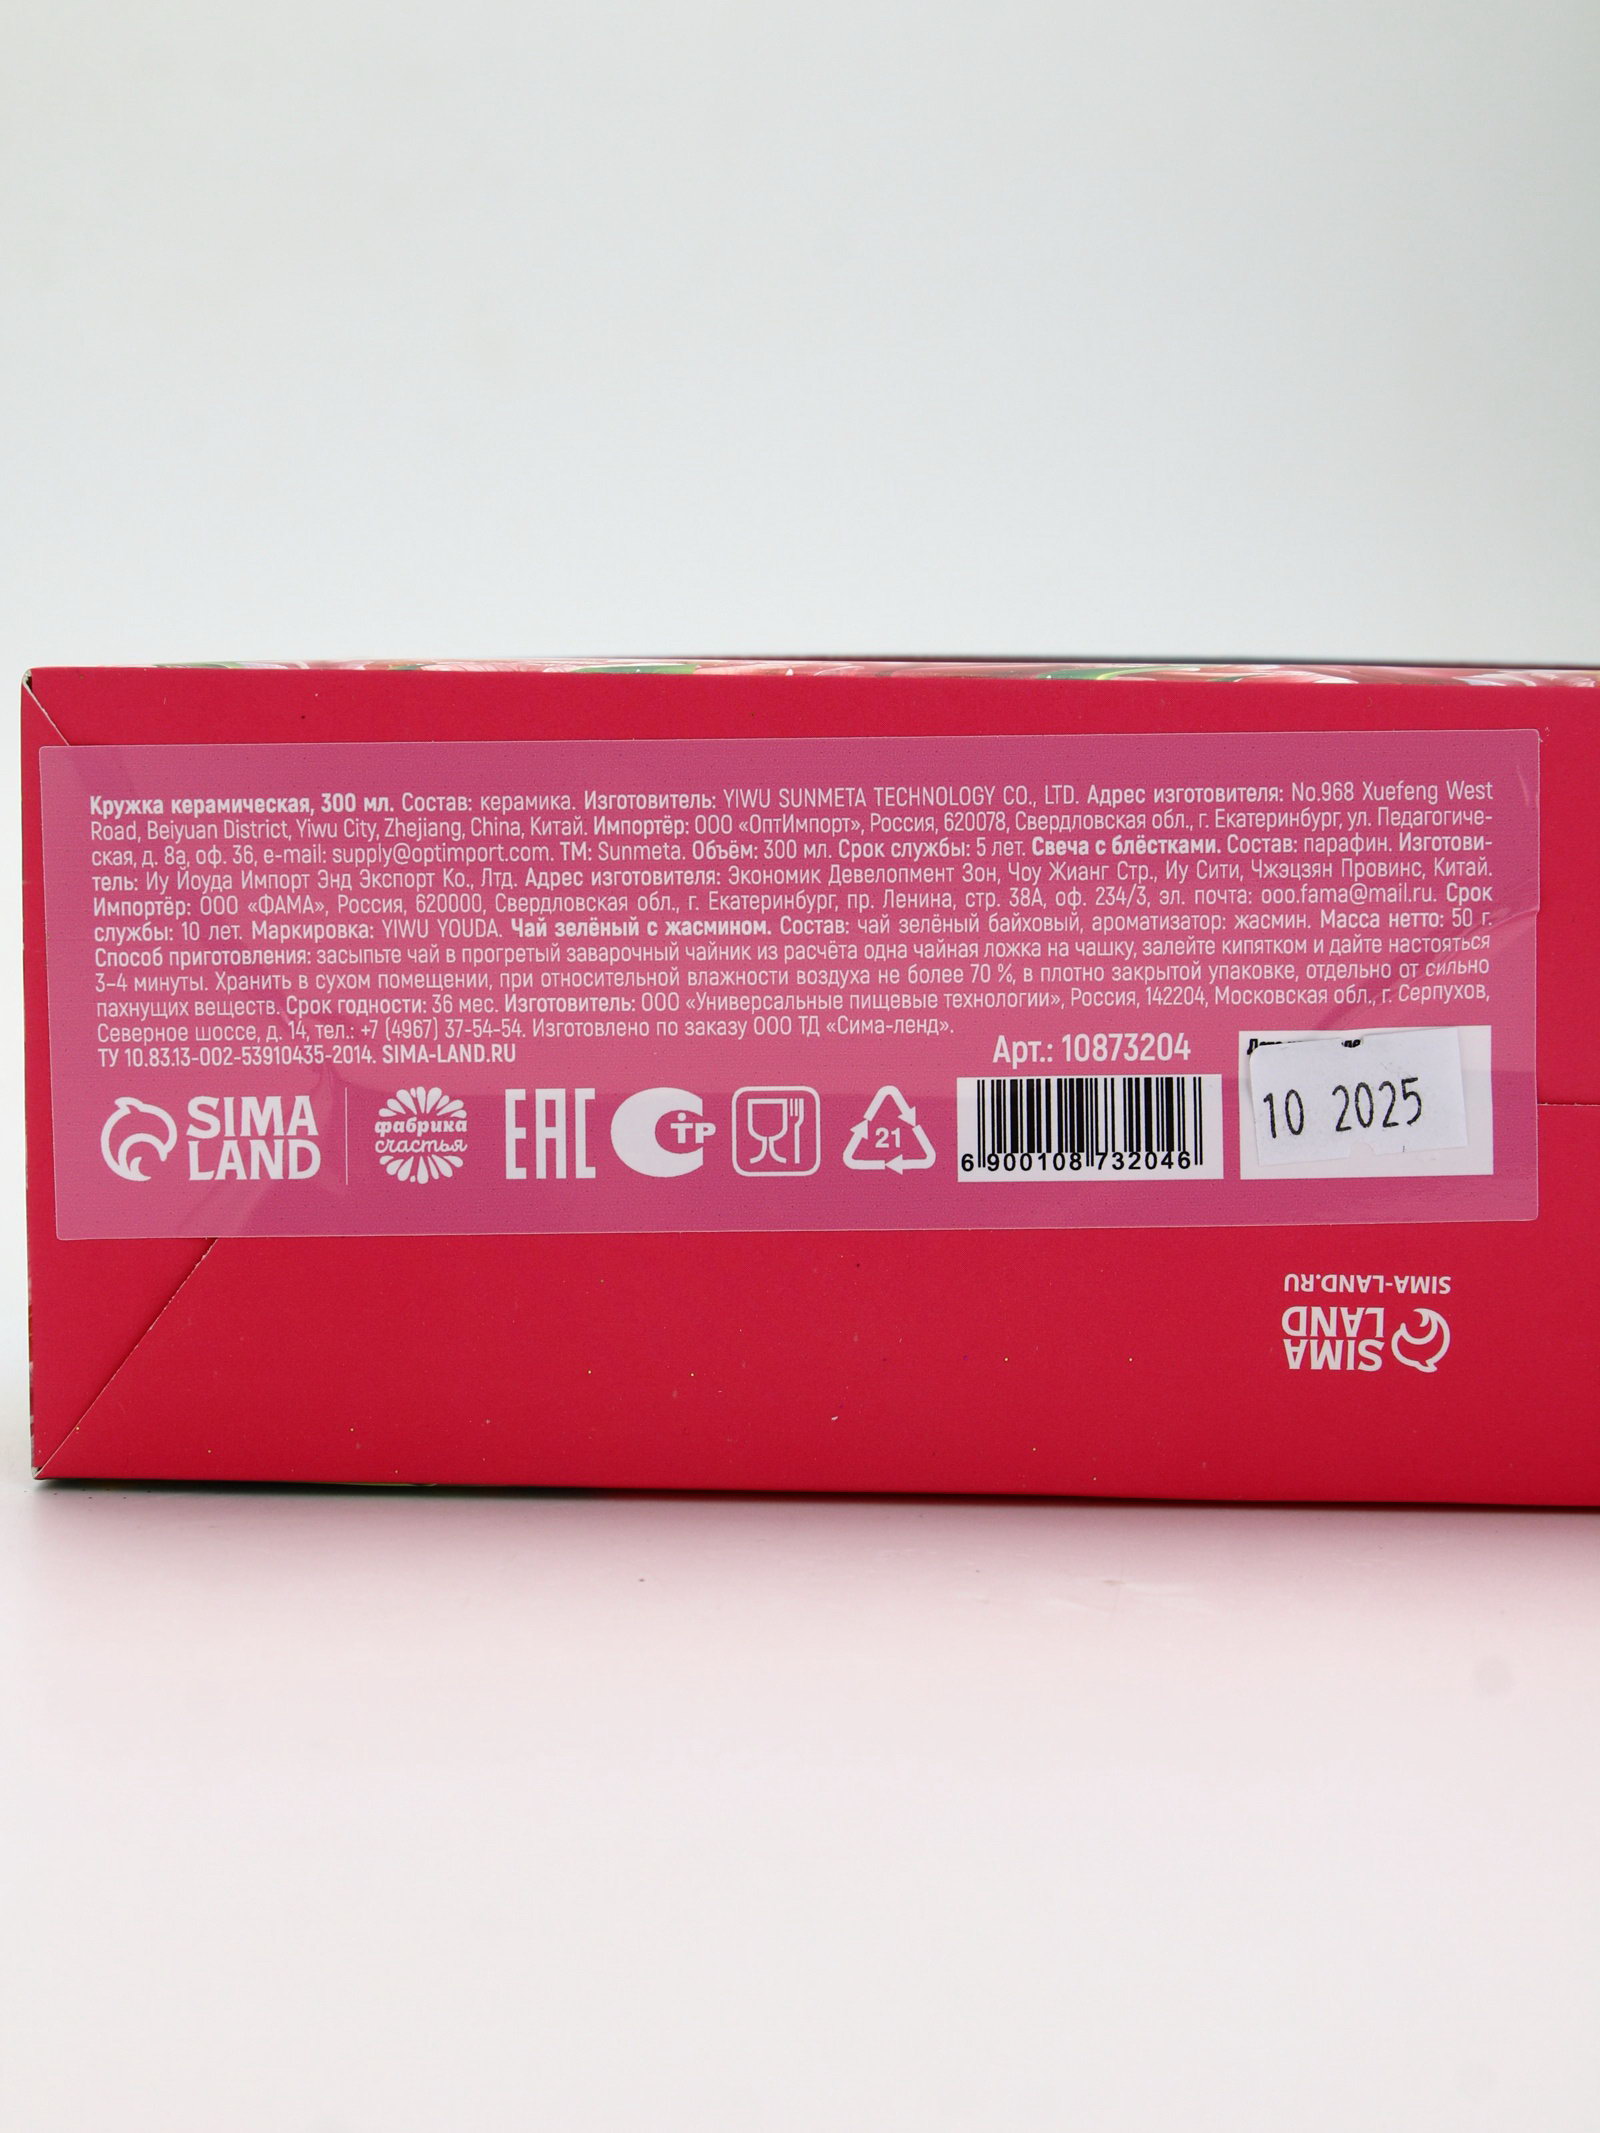 Кружка керамическая, 300 мл. Состав: керамика. Изготовитель: YIWU SUNMETA TECHNOLOGY CO., LTD. Адрес изготовителя: No.968 Xuefeng West
Road, Beiyuan District, Yiwu City, Zhejiang, China, Китай. Импортёр: ООО «ОптИмпорт», Россия, 620078, Свердловская обл., г. Екатеринбург, ул. Педагогиче-
ская, д. 8а, оф. 36, e-mail: supply@optimport.com. ТМ: Sunmeta. Объём: 300 мл. Срок службы: 5 лет. Свеча с блёстками. Состав: парафин. Изготови-
тель: Иу Йоуда Импорт Энд Экспорт Ко., Лтд. Адрес изготовителя: Экономик Девелопмент Зон, Чоу Жианг Стр., Иу Сити, Чжэцзян Провинс, Китай.
Импортёр: ООО «ФАМА», Россия, 620000, Свердловская обл., г. Екатеринбург, пр. Ленина, стр. 38А, оф. 234/3, эл. почта: ooo.fama@mail.ru. Срок
службы: 10 лет. Маркировка: YIWU YOUDA. Чай зелёный с жасмином. Состав: чай зелёный байховый, ароматизатор: жасмин. Масса нетто: 50 г.
Способ приготовления: засыпьте чай в прогретый заварочный чайник из расчёта одна чайная ложка на чашку, залейте кипятком и дайте настояться
3–4 минуты. Хранить в сухом помещении, при относительной влажности воздуха не более 70 %, в плотно закрытой упаковке, отдельно от сильно
пахнущих веществ. Срок годности: 36 мес. Изготовитель: ООО «Универсальные пищевые технологии», Россия, 142204, Московская обл., г. Серпухов,
Северное шоссе, д. 14, тел.: +7 (4967) 37-54-54. Изготовлено по заказу ООО ТД «Сима-ленд».
ТУ 10.83.13-002-53910435-2014. SIMA-LAND.RU
Арт.: 10873204
SIMA
LAND
фабрика
счастья
EAC
СТР
21
6 900108 732046
10 2025
SIMA
LAND
SIMA-LAND.RU